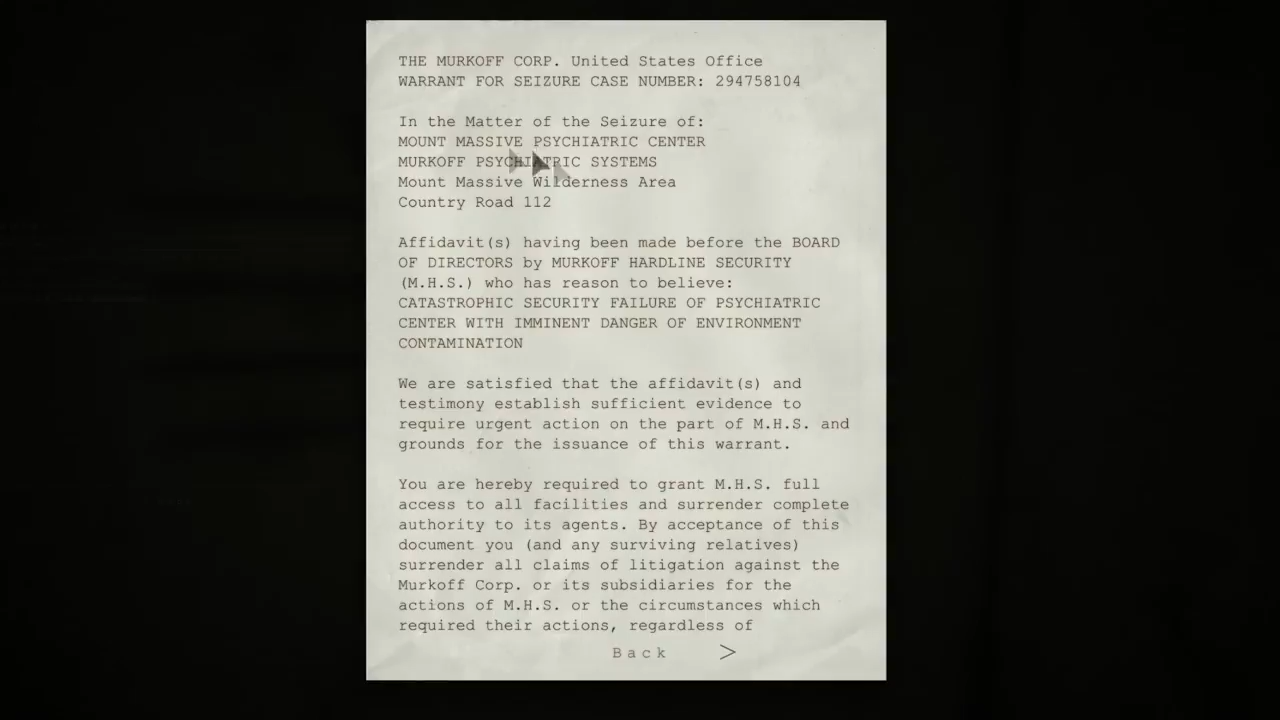 THE MURKOFF CORP. United States Office
WARRANT FOR SEIZURE CASE NUMBER: 294758104
In the Matter of the Seizure of:
MOUNT MASSIVE PSYCHIATRIC CENTER
MURKOFF PSYCHIATRIC SYSTEMS
Mount Massive Wilderness Area
Country Road 112
Affidavit(s) having been made before the BOARD
OF DIRECTORS by MURKOFF HARDLINE SECURITY
(M.H.S.) who has reason to believe:
CATASTROPHIC SECURITY FAILURE OF PSYCHIATRIC
CENTER WITH IMMINENT DANGER OF ENVIRONMENT
CONTAMINATION
We are satisfied that the affidavit(s) and
testimony establish sufficient evidence to
require urgent action on the part of M.H.S. and
grounds for the issuance of this warrant.
You are hereby required to grant M.H.S. full
access to all facilities and surrender complete
authority to its agents. By acceptance of this
document you (and any surviving relatives)
surrender all claims of litigation against the
Murkoff Corp. or its subsidiaries for the
actions of M.H.S. or the circumstances which
required their actions, regardless of
Back >